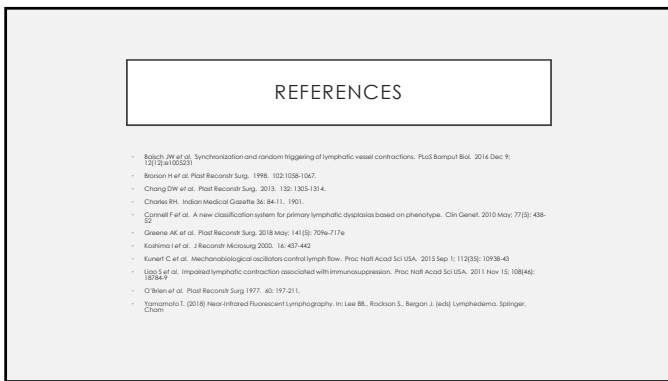 REFERENCES
Baisch JW et al. Synchronization and random triggering of lymphatic vessel contractions. PLoS Bomput Biol. 2016 Dec 9;
12(12):e1005231
Brorson H et al Plast Reconstr Surg. 1998. 102:1058-1067.
Chang DW et al. Plast Reconstr Surg. 2013. 132: 1305-1314.
Charles RH. Indian Medical Gazette 36: 84-11. 1901.
Connell F et al. A new classification system for primary lymphatic dysplasias based on phenotype. Clin Genet. 2010 May; 77(5): 438-
52
Greene AK et al. Plast Reconstr Surg. 2018 May; 141(5): 709e-717e
Koshima I et al. J Reconstr Microsurg 2000. 16: 437-442
Kunert C et al. Mechanobiological oscillators control lymph flow. Proc Natl Acad Sci USA. 2015 Sep 1; 112(35): 10938-43
Liao S et al. Impaired lymphatic contraction associated with immunosuppression. Proc Natl Acad Sci USA. 2011 Nov 15; 108(46):
18784-9
O'Brien et al. Plast Reconstr Surg 1977. 60: 197-211.
Yamamoto T. (2018) Near-Infrared Fluorescent Lymphography. In: Lee BB., Rockson S., Bergan J. (eds) Lymphedema. Springer,
Cham